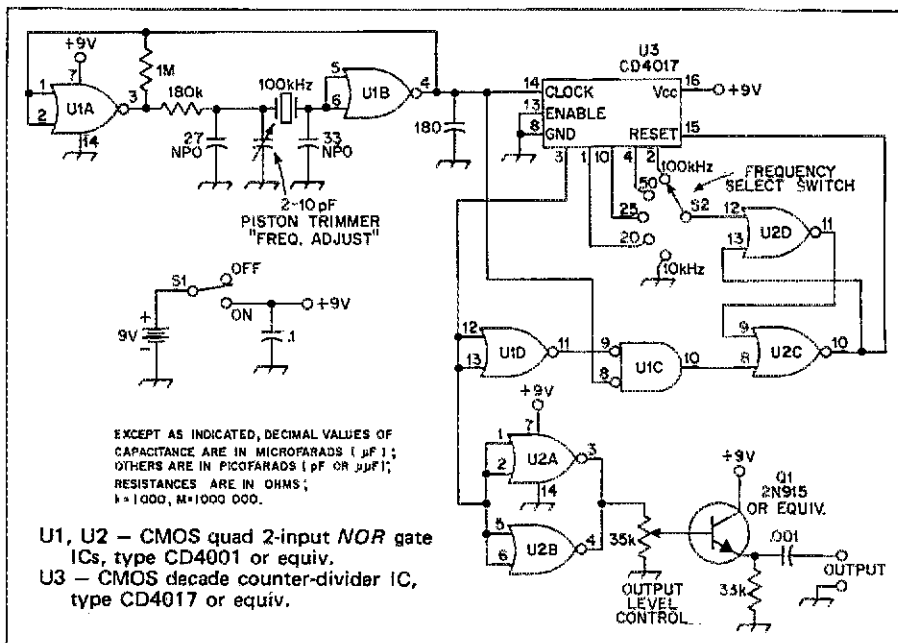 +9V
7
1
2
U1A
3
14
1M
180k
27
NPO
100kHz
33
NPO
2-10 pF
PISTON TRIMMER
"FREQ. ADJUST"
5
6
U1B
4
180
U3
CD4017
14 CLOCK
Vcc 16
+9V
13 ENABLE
8 GND
RESET 15
3
1
10
4
2
100kHz
50
25
20
10kHz
FREQUENCY
SELECT SWITCH
S2
12
13
U2D
11
S1
OFF
ON
+9V
9V
+
-
.1
12
13
U1D
11
9
8
U1C
10
9
8
U2C
10
+9V
7
1
2
U2A
3
14
5
6
U2B
4
35k
OUTPUT
LEVEL
CONTROL
+9V
Q1
2N915
OR EQUIV.
.001
3.3k
OUTPUT
EXCEPT AS INDICATED, DECIMAL VALUES OF
CAPACITANCE ARE IN MICROFARADS ( µF );
OTHERS ARE IN PICOFARADS ( pF OR µµF);
RESISTANCES ARE IN OHMS;
k = 1000, M=1000 000.
U1, U2 – CMOS quad 2-input NOR gate
ICs, type CD4001 or equiv.
U3 – CMOS decade counter-divider IC,
type CD4017 or equiv.